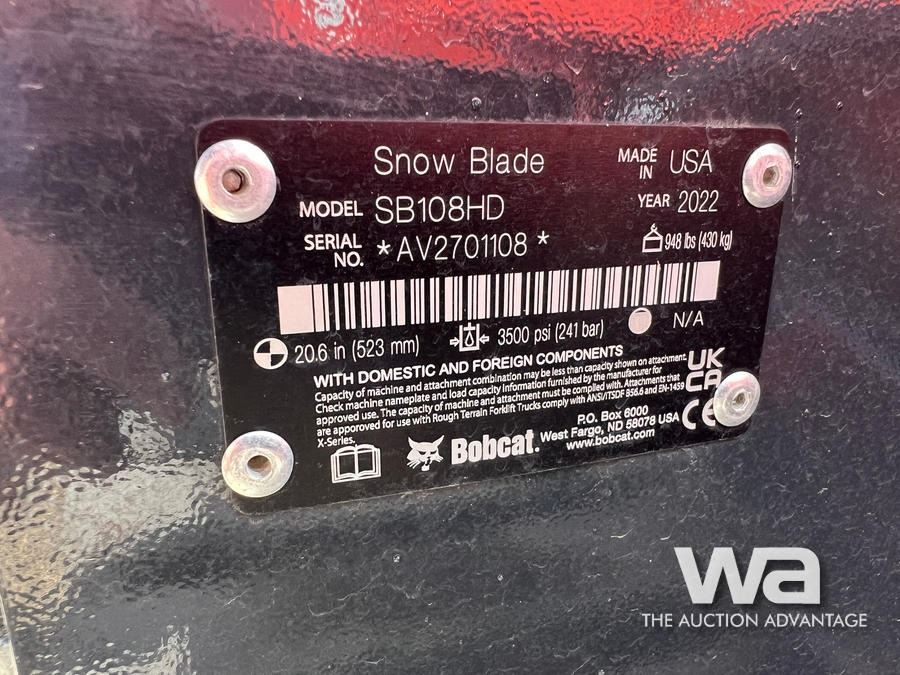 Snow Blade
MADE IN USA
MODEL SB108HD
YEAR 2022
SERIAL NO. *AV2701108*
948 lbs (430 kg)
20.6 in (523 mm)
3500 psi (241 bar)
N/A
WITH DOMESTIC AND FOREIGN COMPONENTS
Capacity of machine and attachment combination may be less than capacity shown on attachment.
Check machine nameplate and load capacity information furnished by the manufacturer for
approved use. The capacity of machine and attachment must be complied with. Attachments that
are approved for use with Rough Terrain Forklift Trucks comply with ANSI/ITSDF B56.6 and EN-1459
X-Series.
UK
CA
CE
Bobcat.
P.O. Box 6000
West Fargo, ND 58078 USA
www.bobcat.com
wa
THE AUCTION ADVANTAGE